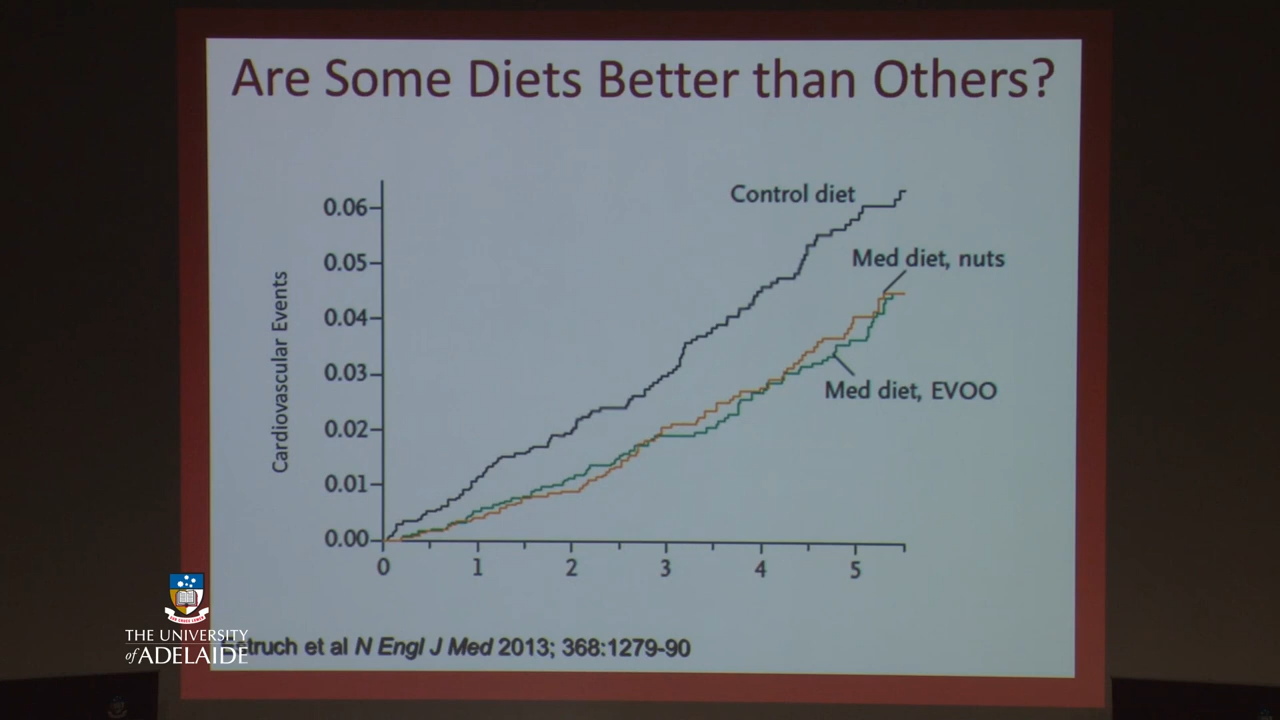 Are Some Diets Better than Others?
Control diet
Med diet, nuts
Med diet, EVOO
Cardiovascular Events
0.06
0.05
0.04
0.03
0.02
0.01
0.00
0 1 2 3 4 5
et al N Engl J Med 2013; 368:1279-90
THE UNIVERSITY
of ADELAIDE